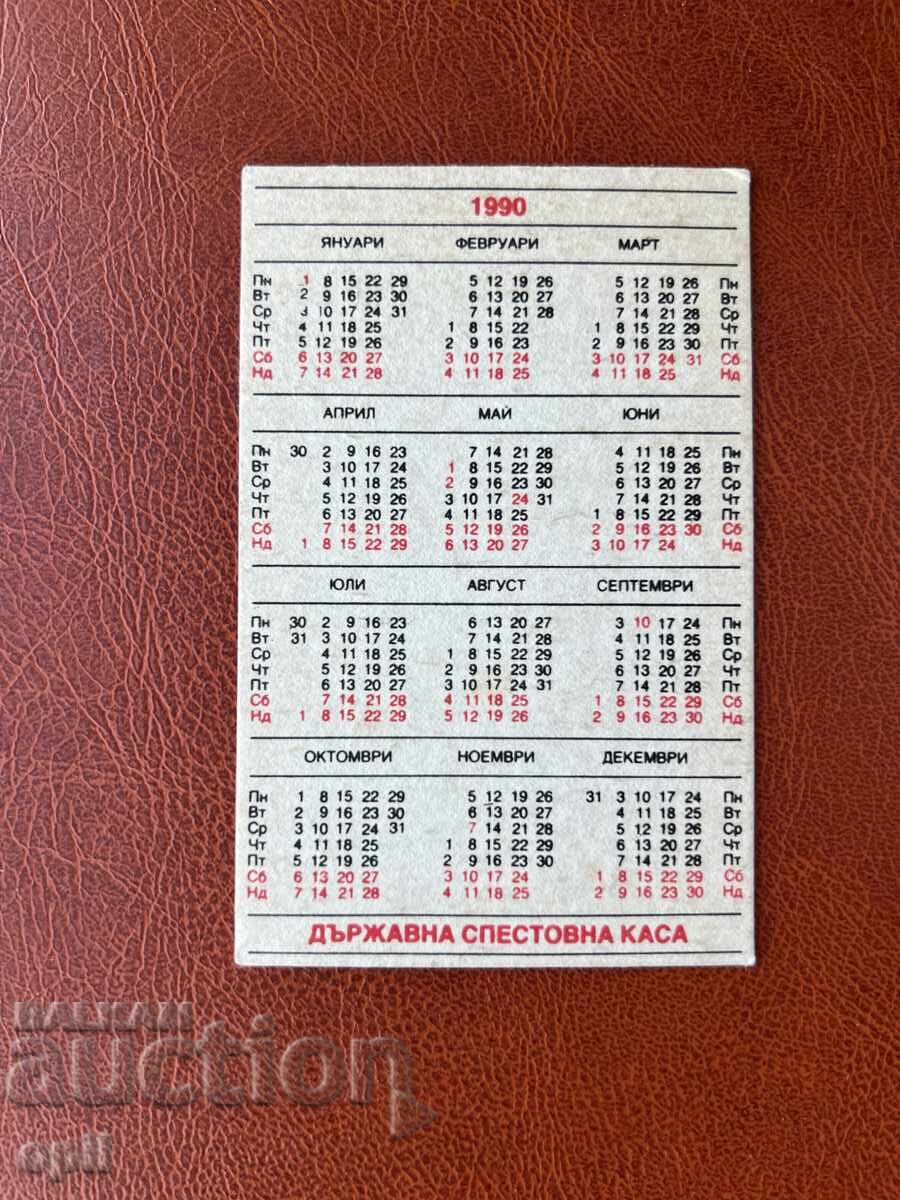 1990
ЯНУАРИ ФЕВРУАРИ МАРТ
Пн 1 8 15 22 29 5 12 19 26 5 12 19 26 Пн
Вт 2 9 16 23 30 6 13 20 27 6 13 20 27 Вт
Ср 3 10 17 24 31 7 14 21 28 7 14 21 28 Ср
Чт 4 11 18 25 1 8 15 22 1 8 15 22 29 Чт
Пт 5 12 19 26 2 9 16 23 2 9 16 23 30 Пт
Сб 6 13 20 27 3 10 17 24 3 10 17 24 31 Сб
Нд 7 14 21 28 4 11 18 25 4 11 18 25 Нд
АПРИЛ МАЙ ЮНИ
Пн 30 2 9 16 23 7 14 21 28 4 11 18 25 Пн
Вт 3 10 17 24 1 8 15 22 29 5 12 19 26 Вт
Ср 4 11 18 25 2 9 16 23 30 6 13 20 27 Ср
Чт 5 12 19 26 3 10 17 24 31 7 14 21 28 Чт
Пт 6 13 20 27 4 11 18 25 1 8 15 22 29 Пт
Сб 7 14 21 28 5 12 19 26 2 9 16 23 30 Сб
Нд 1 8 15 22 29 6 13 20 27 3 10 17 24 Нд
ЮЛИ АВГУСТ СЕПТЕМВРИ
Пн 30 2 9 16 23 6 13 20 27 3 10 17 24 Пн
Вт 31 3 10 17 24 7 14 21 28 4 11 18 25 Вт
Ср 4 11 18 25 1 8 15 22 29 5 12 19 26 Ср
Чт 5 12 19 26 2 9 16 23 30 6 13 20 27 Чт
Пт 6 13 20 27 3 10 17 24 31 7 14 21 28 Пт
Сб 7 14 21 28 4 11 18 25 1 8 15 22 29 Сб
Нд 1 8 15 22 29 5 12 19 26 2 9 16 23 30 Нд
ОКТОМВРИ НОЕМВРИ ДЕКЕМВРИ
Пн 1 8 15 22 29 5 12 19 26 31 3 10 17 24 Пн
Вт 2 9 16 23 30 6 13 20 27 4 11 18 25 Вт
Ср 3 10 17 24 31 7 14 21 28 5 12 19 26 Ср
Чт 4 11 18 25 1 8 15 22 29 6 13 20 27 Чт
Пт 5 12 19 26 2 9 16 23 30 7 14 21 28 Пт
Сб 6 13 20 27 3 10 17 24 1 8 15 22 29 Сб
Нд 7 14 21 28 4 11 18 25 2 9 16 23 30 Нд
ДЪРЖАВНА СПЕСТОВНА КАСА
BALKAN
auction